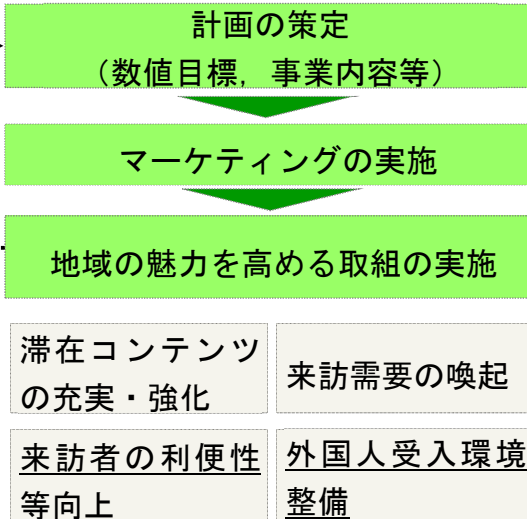 計画の策定
（数値目標，事業内容等）
マーケティングの実施
地域の魅力を高める取組の実施
滞在コンテンツ
の充実・強化
来訪需要の喚起
来訪者の利便性
等向上
外国人受入環境
整備